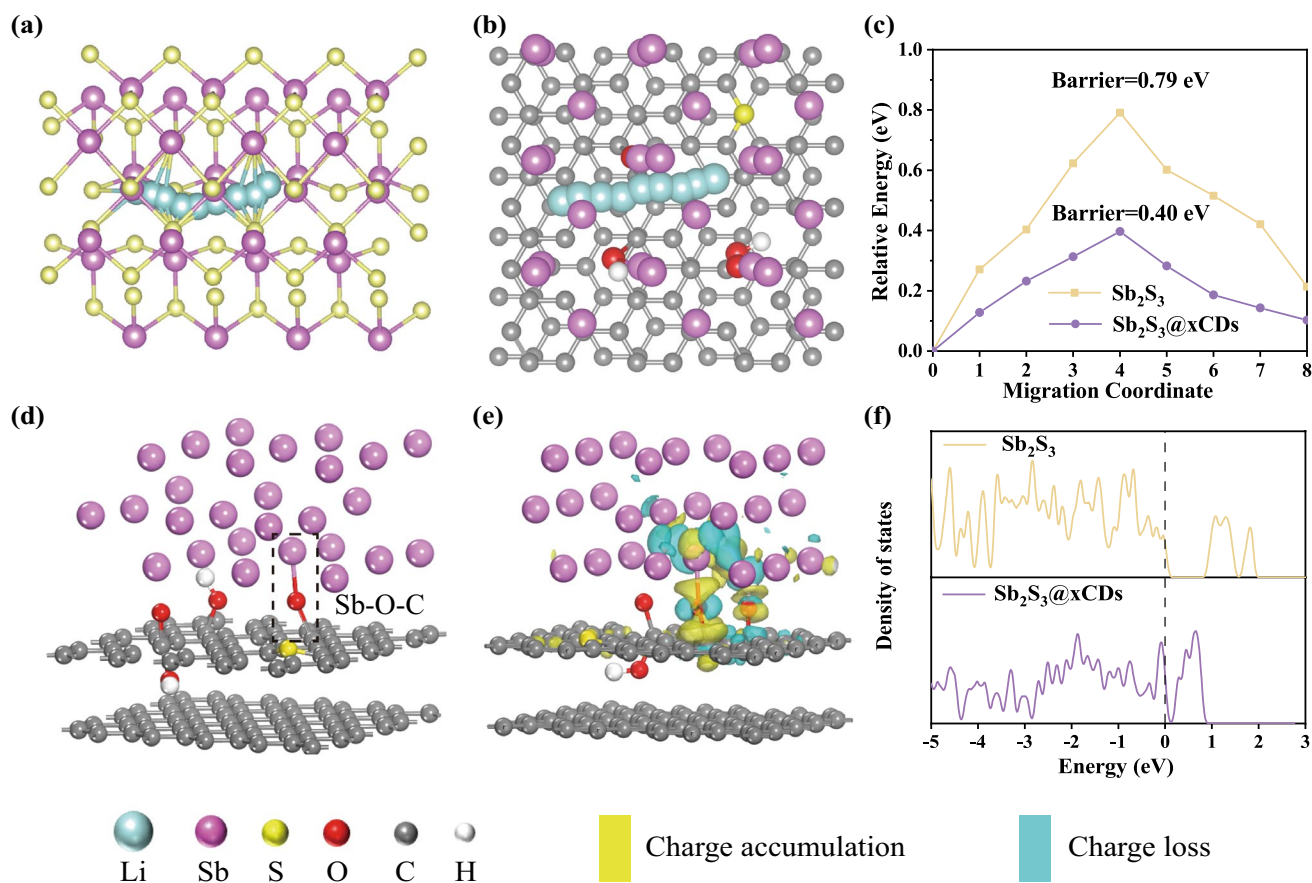 (a)
(b)
(c)
Relative Energy (eV)
1.0
0.8
0.6
0.4
0.2
0.0
Barrier=0.79 eV
Barrier=0.40 eV
Sb₂S₃
Sb₂S₃@xCDs
0 1 2 3 4 5 6 7 8
Migration Coordinate
(d)
Sb-O-C
(e)
(f)
Density of states
Sb₂S₃
Sb₂S₃@xCDs
-5 -4 -3 -2 -1 0 1 2 3
Energy (eV)
Li Sb S O C H
Charge accumulation
Charge loss